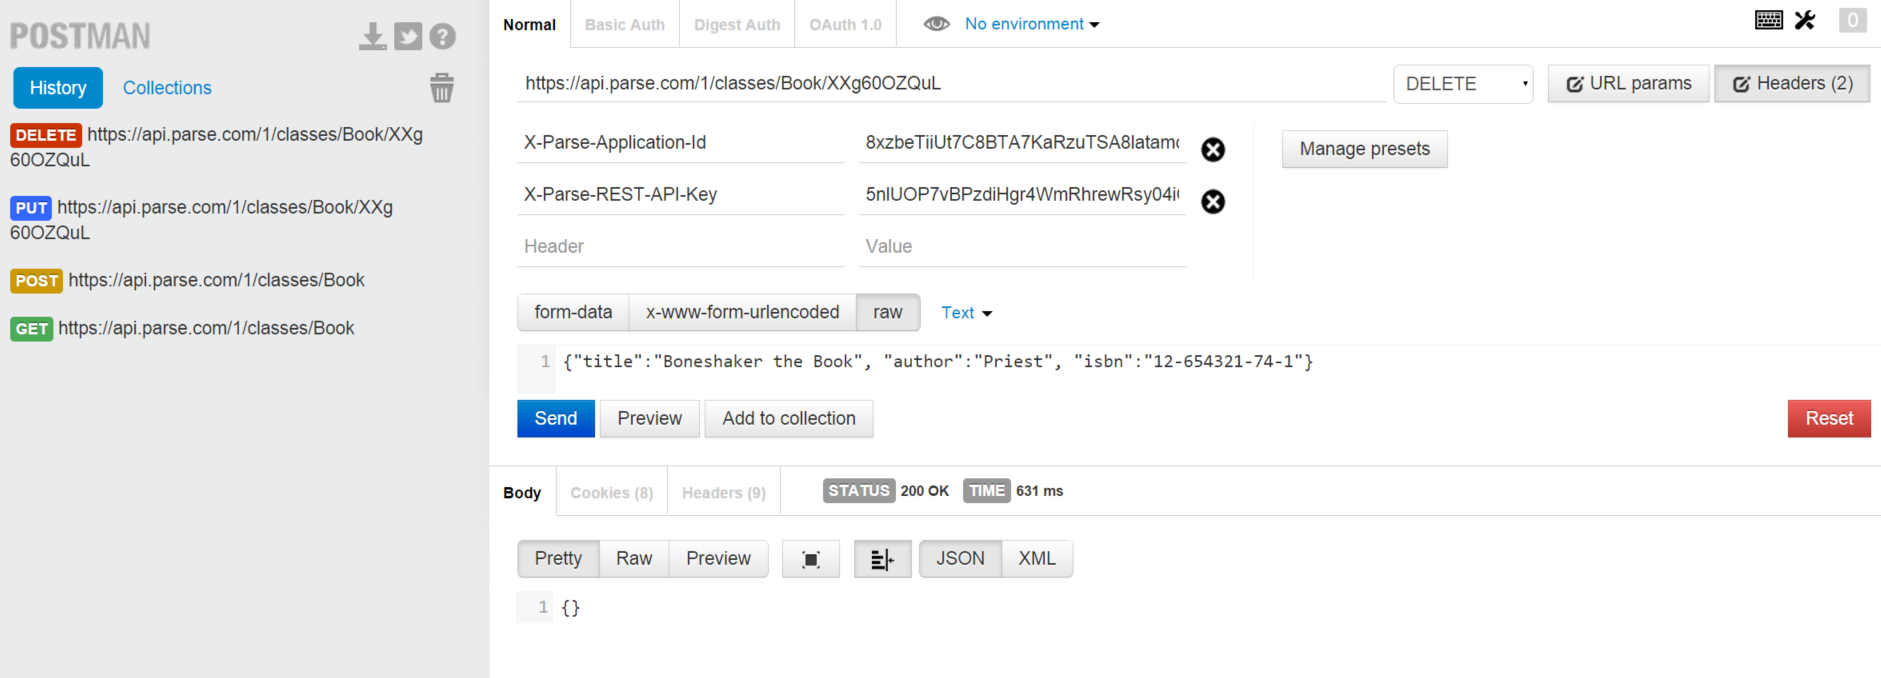 POSTMAN
History
Collections
DELETE https://api.parse.com/1/classes/Book/XXg
60OZQuL
PUT https://api.parse.com/1/classes/Book/XXg
60OZQuL
POST https://api.parse.com/1/classes/Book
GET https://api.parse.com/1/classes/Book
Normal Basic Auth Digest Auth OAuth 1.0 No environment 0
https://api.parse.com/1/classes/Book/XXg60OZQuL DELETE URL params Headers (2)
X-Parse-Application-Id 8xzbeTiiUt7C8BTA7KaRzuTSA8latam
Manage presets
X-Parse-REST-API-Key 5nlUOP7vBPzdiHgr4WmRhrewRsy04i
Header Value
form-data x-www-form-urlencoded raw Text
1 {"title":"Boneshaker the Book", "author":"Priest", "isbn":"12-654321-74-1"}
Send Preview Add to collection Reset
Body Cookies (8) Headers (9) STATUS 200 OK TIME 631 ms
Pretty Raw Preview JSON XML
1 {}